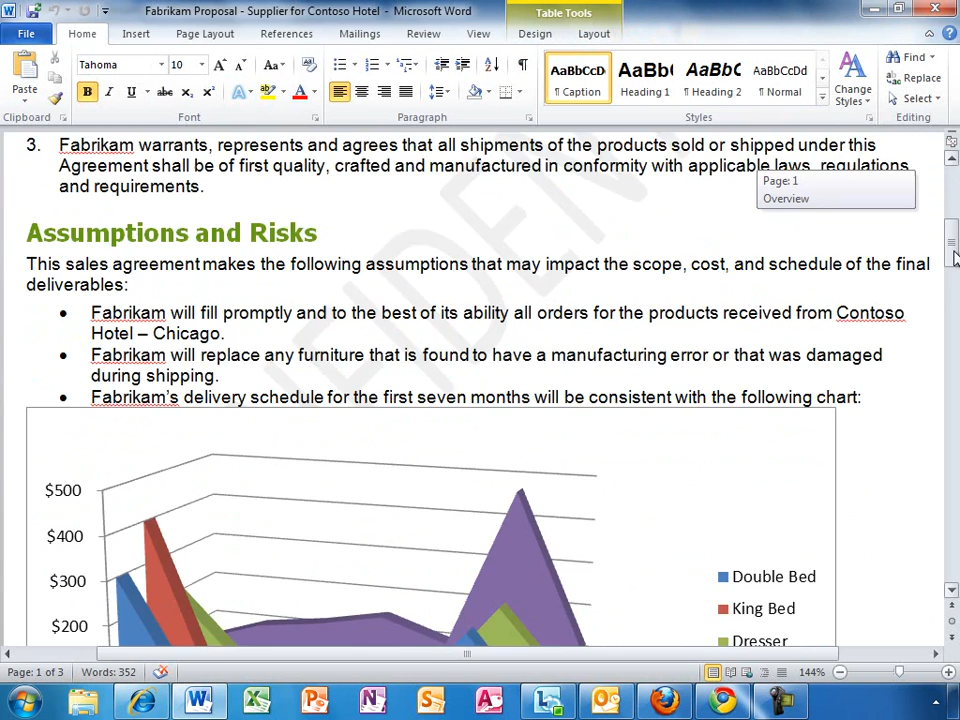 Fabrikam Proposal - Supplier for Contoso Hotel - Microsoft Word
Table Tools
File Home Insert Page Layout References Mailings Review View Design Layout
Paste
Tahoma 10
AaBbCcD AaBb( AaBbC AaBbCcDd
¶ Caption Heading 1 ¶ Heading 2 ¶ Normal
Change Styles
Find
Replace
Select
Clipboard Font Paragraph Styles Editing
3. Fabrikam warrants, represents and agrees that all shipments of the products sold or shipped under this
Agreement shall be of first quality, crafted and manufactured in conformity with applicable laws, regulations
and requirements.
Page: 1
Overview
Assumptions and Risks
This sales agreement makes the following assumptions that may impact the scope, cost, and schedule of the final
deliverables:
• Fabrikam will fill promptly and to the best of its ability all orders for the products received from Contoso
Hotel – Chicago.
• Fabrikam will replace any furniture that is found to have a manufacturing error or that was damaged
during shipping.
• Fabrikam's delivery schedule for the first seven months will be consistent with the following chart:
$500
$400
$300
$200
Double Bed
King Bed
Dresser
Page: 1 of 3 Words: 352 144%